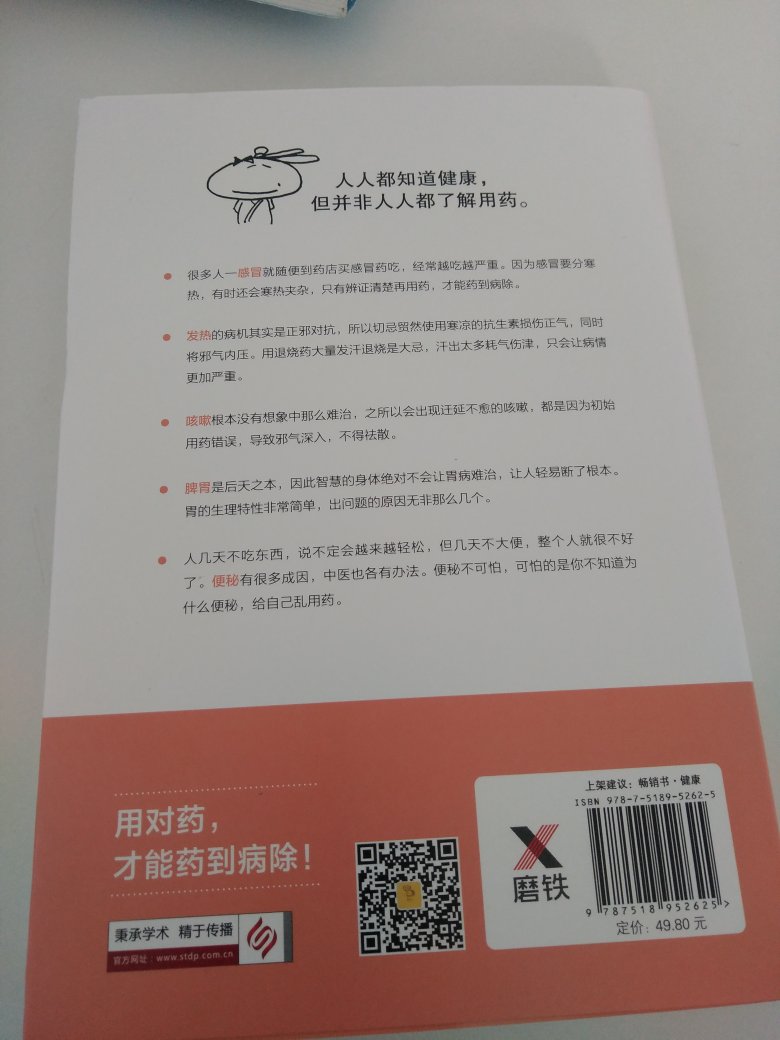 人人都知道健康，
但并非人人都了解用药。
很多人一感冒就随便到药店买感冒药吃，经常越吃越严重。因为感冒要分寒
热，有时还会寒热夹杂，只有辨证清楚再用药，才能药到病除。
发热的病机其实是正邪对抗，所以切忌贸然使用寒凉的抗生素损伤正气，同时
将邪气内压。用退烧药大量发汗退烧是大忌，汗出太多耗气伤津，只会让病情
更加严重。
咳嗽根本没有想象中那么难治，之所以会出现迁延不愈的咳嗽，都是因为初始
用药错误，导致邪气深入，不得祛散。
脾胃是后天之本，因此智慧的身体绝对不会让胃病难治，让人轻易断了根本。
胃的生理特性非常简单，出问题的原因无非那么几个。
人几天不吃东西，说不定会越来越轻松，但几天不大便，整个人就很不好
了。便秘有很多成因，中医也各有办法。便秘不可怕，可怕的是你不知道为
什么便秘，给自己乱用药。
用对药，
才能药到病除！
秉承学术 精于传播
官方网址：www.stdp.com.cn
上架建议：畅销书·健康
ISBN 978-7-5189-5262-5
磨铁
9 787518 952625 >
定价：49.80 元